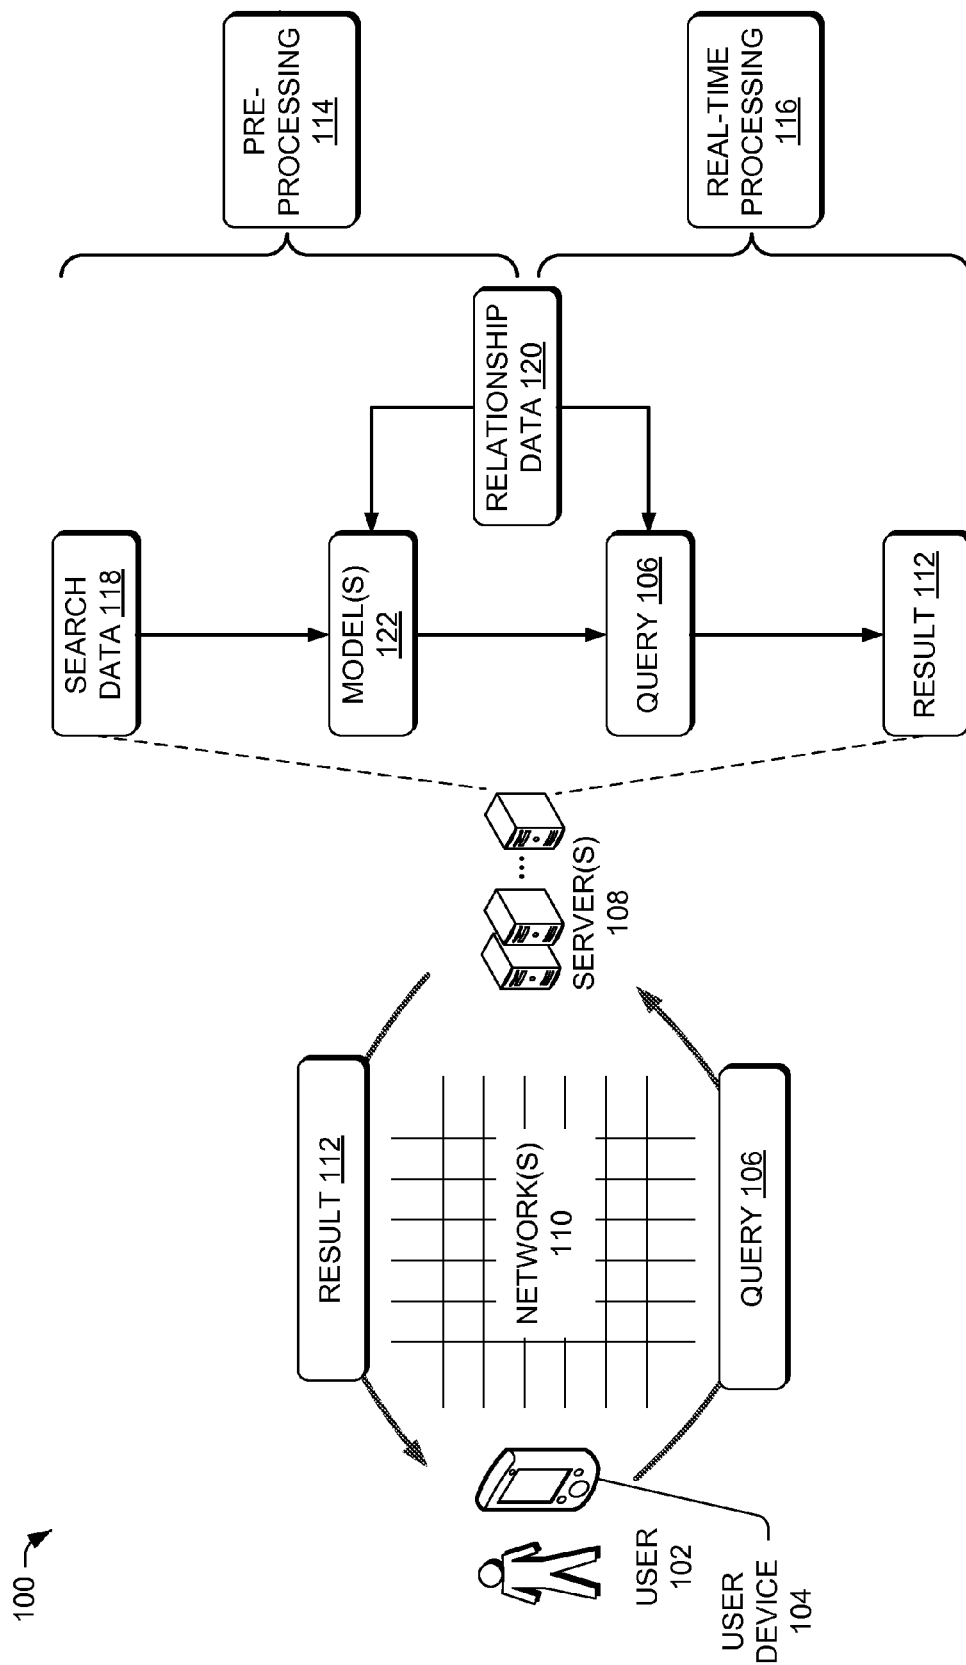 100
USER
102
USER
DEVICE
104
RESULT 112
NETWORK(S)
110
QUERY 106
SERVER(S)
108
SEARCH
DATA 118
MODEL(S)
122
QUERY 106
RESULT 112
RELATIONSHIP
DATA 120
PRE-
PROCESSING
114
REAL-TIME
PROCESSING
116